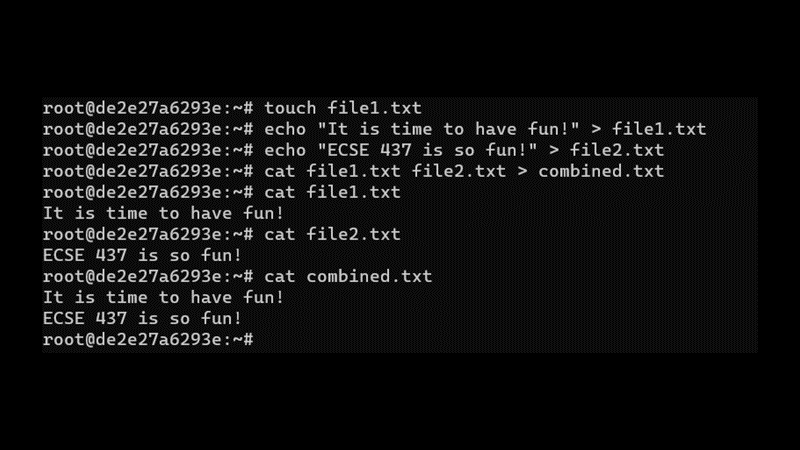 root@de2e27a6293e:~# touch file1.txt
root@de2e27a6293e:~# echo "It is time to have fun!" > file1.txt
root@de2e27a6293e:~# echo "ECSE 437 is so fun!" > file2.txt
root@de2e27a6293e:~# cat file1.txt file2.txt > combined.txt
root@de2e27a6293e:~# cat file1.txt
It is time to have fun!
root@de2e27a6293e:~# cat file2.txt
ECSE 437 is so fun!
root@de2e27a6293e:~# cat combined.txt
It is time to have fun!
ECSE 437 is so fun!
root@de2e27a6293e:~#